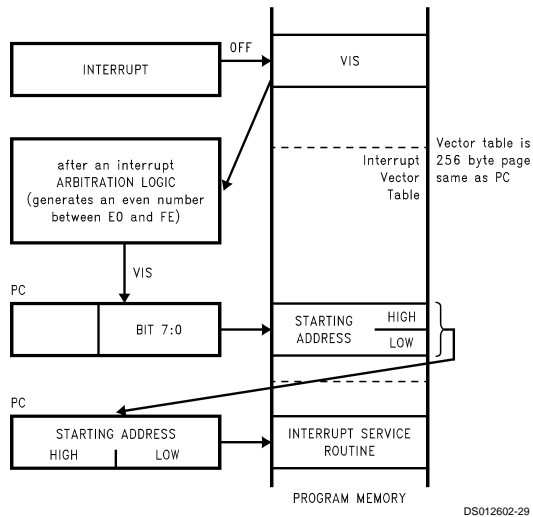 INTERRUPT
OFF
VIS
after an interrupt
ARBITRATION LOGIC
(generates an even number
between E0 and FE)
Interrupt
Vector
Table
Vector table is
256 byte page
same as PC
VIS
PC
BIT 7:0
STARTING
ADDRESS
HIGH
LOW
PC
STARTING ADDRESS
HIGH
LOW
INTERRUPT SERVICE
ROUTINE
PROGRAM MEMORY
DS012602-29